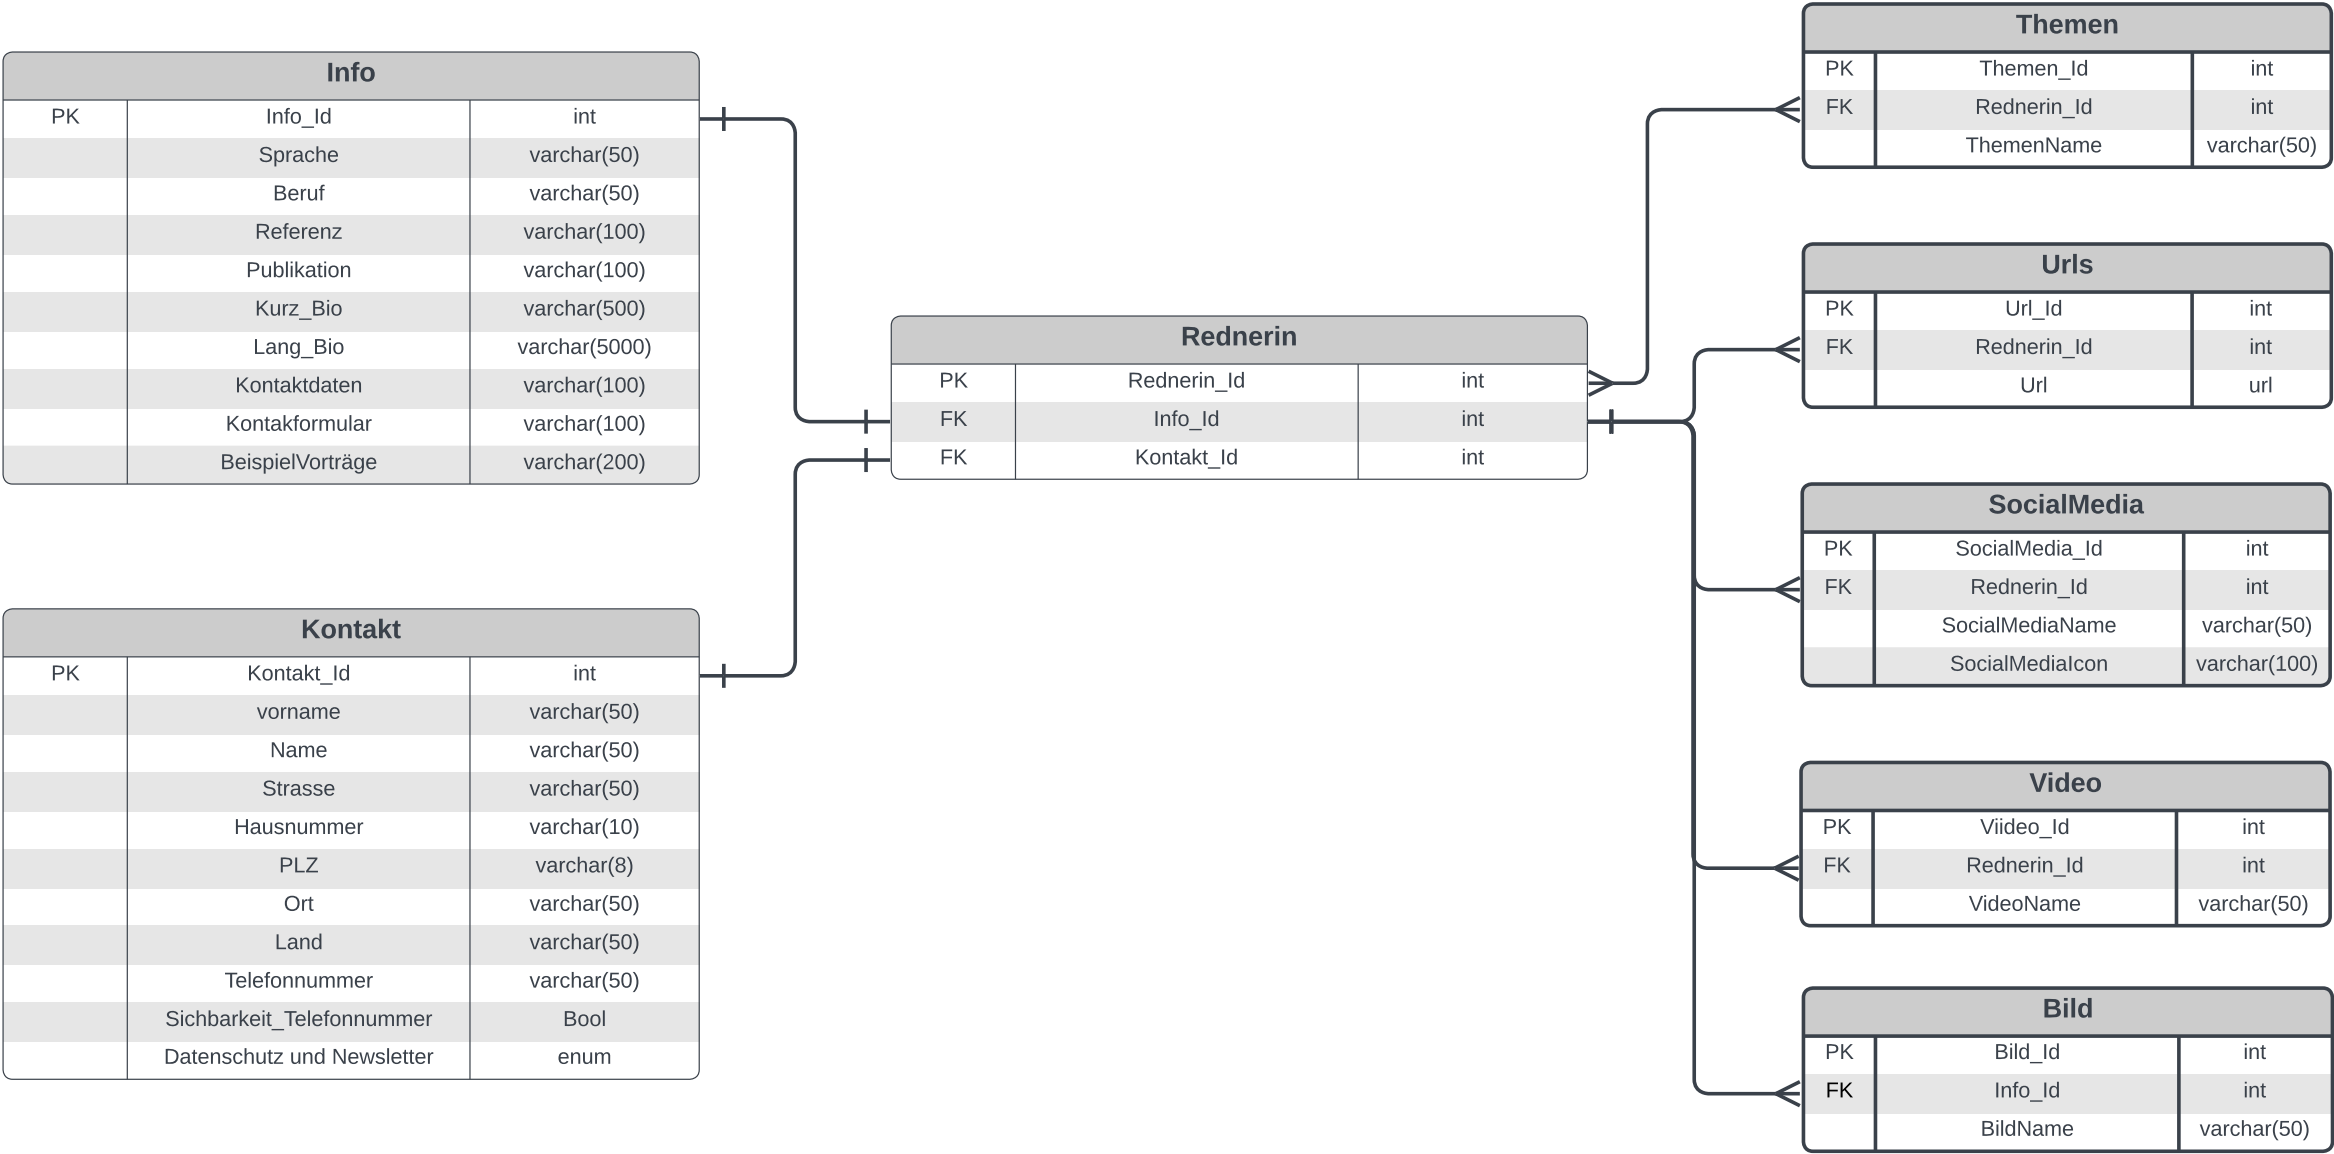 Info
PK Info_Id int
Sprache varchar(50)
Beruf varchar(50)
Referenz varchar(100)
Publikation varchar(100)
Kurz_Bio varchar(500)
Lang_Bio varchar(5000)
Kontaktdaten varchar(100)
Kontakformular varchar(100)
BeispielVorträge varchar(200)
Kontakt
PK Kontakt_Id int
vorname varchar(50)
Name varchar(50)
Strasse varchar(50)
Hausnummer varchar(10)
PLZ varchar(8)
Ort varchar(50)
Land varchar(50)
Telefonnummer varchar(50)
Sichbarkeit_Telefonnummer Bool
Datenschutz und Newsletter enum
Rednerin
PK Rednerin_Id int
FK Info_Id int
FK Kontakt_Id int
Themen
PK Themen_Id int
FK Rednerin_Id int
ThemenName varchar(50)
Urls
PK Url_Id int
FK Rednerin_Id int
Url url
SocialMedia
PK SocialMedia_Id int
FK Rednerin_Id int
SocialMediaName varchar(50)
SocialMediaIcon varchar(100)
Video
PK Viideo_Id int
FK Rednerin_Id int
VideoName varchar(50)
Bild
PK Bild_Id int
FK Info_Id int
BildName varchar(50)